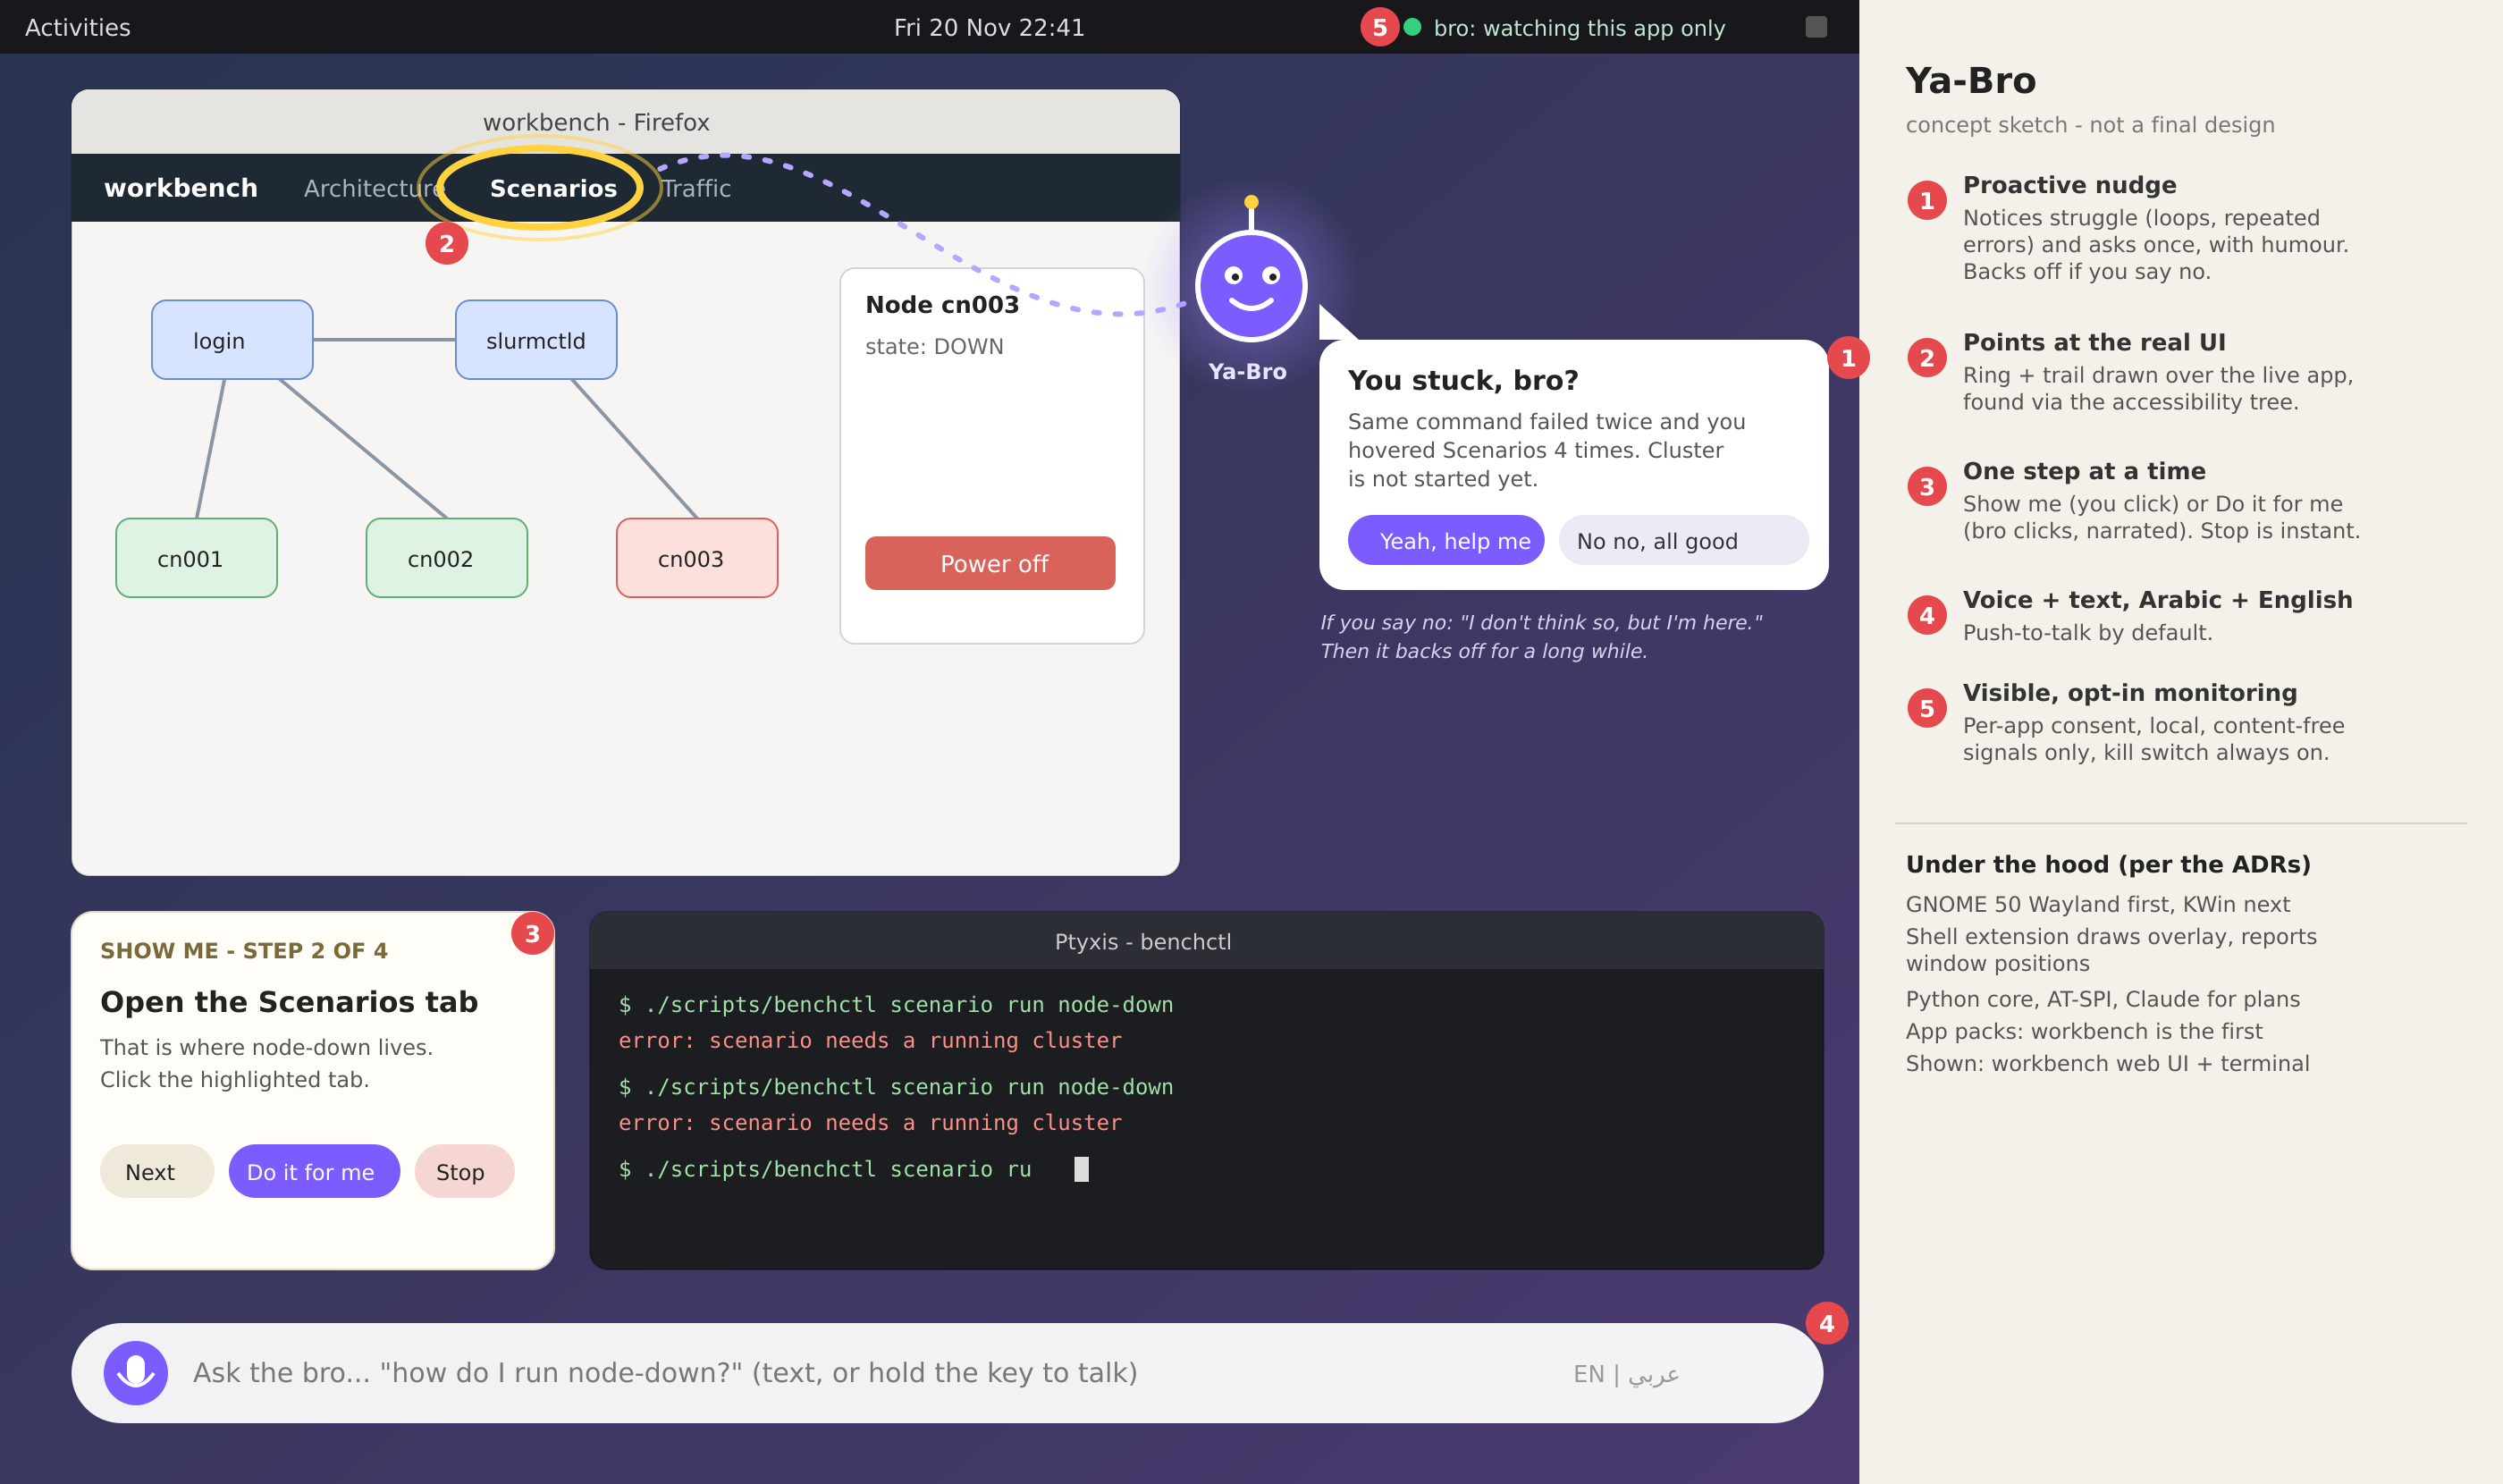 Activities
Fri 20 Nov 22:41
5
bro: watching this app only
workbench - Firefox
workbench
Architecture
Scenarios
Traffic
2
login
slurmctld
cn001
cn002
cn003
Node cn003
state: DOWN
Power off
Ya-Bro
1
You stuck, bro?
Same command failed twice and you
hovered Scenarios 4 times. Cluster
is not started yet.
Yeah, help me
No no, all good
If you say no: "I don't think so, but I'm here."
Then it backs off for a long while.
3
SHOW ME - STEP 2 OF 4
Open the Scenarios tab
That is where node-down lives.
Click the highlighted tab.
Next
Do it for me
Stop
Ptyxis - benchctl
$ ./scripts/benchctl scenario run node-down
error: scenario needs a running cluster
$ ./scripts/benchctl scenario run node-down
error: scenario needs a running cluster
$ ./scripts/benchctl scenario ru
4
Ask the bro... "how do I run node-down?" (text, or hold the key to talk)
EN | عربي
Ya-Bro
concept sketch - not a final design
1
Proactive nudge
Notices struggle (loops, repeated
errors) and asks once, with humour.
Backs off if you say no.
2
Points at the real UI
Ring + trail drawn over the live app,
found via the accessibility tree.
3
One step at a time
Show me (you click) or Do it for me
(bro clicks, narrated). Stop is instant.
4
Voice + text, Arabic + English
Push-to-talk by default.
5
Visible, opt-in monitoring
Per-app consent, local, content-free
signals only, kill switch always on.
Under the hood (per the ADRs)
GNOME 50 Wayland first, KWin next
Shell extension draws overlay, reports
window positions
Python core, AT-SPI, Claude for plans
App packs: workbench is the first
Shown: workbench web UI + terminal